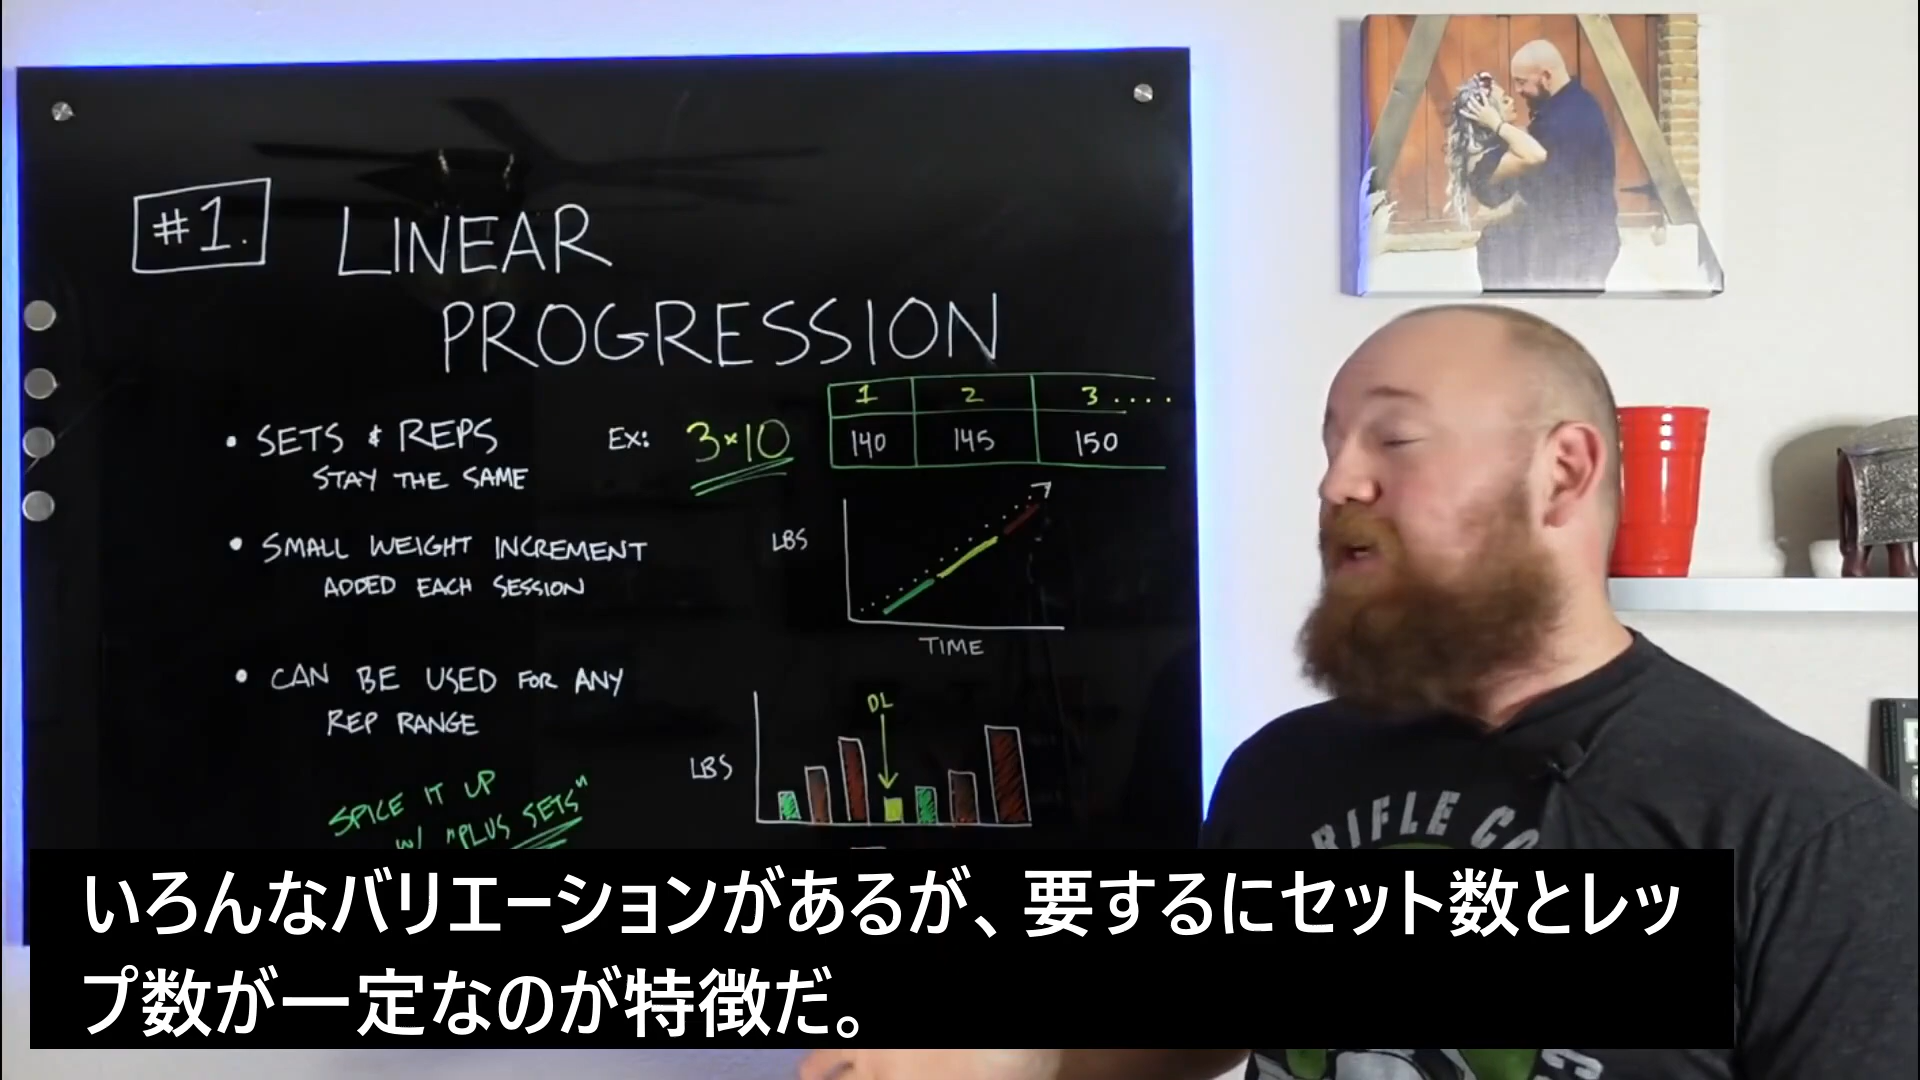 #1.
LINEAR
PROGRESSION
• SETS & REPS
STAY THE SAME
EX: 3×10
1 2 3 ....
140 145 150
• SMALL WEIGHT INCREMENT
ADDED EACH SESSION
LBS
TIME
• CAN BE USED FOR ANY
REP RANGE
DL
LBS
SPICE IT UP
W/ "PLUS SETS"
RIFLE CO
いろんなバリエーションがあるが、要するにセット数とレッ
プ数が一定なのが特徴だ。